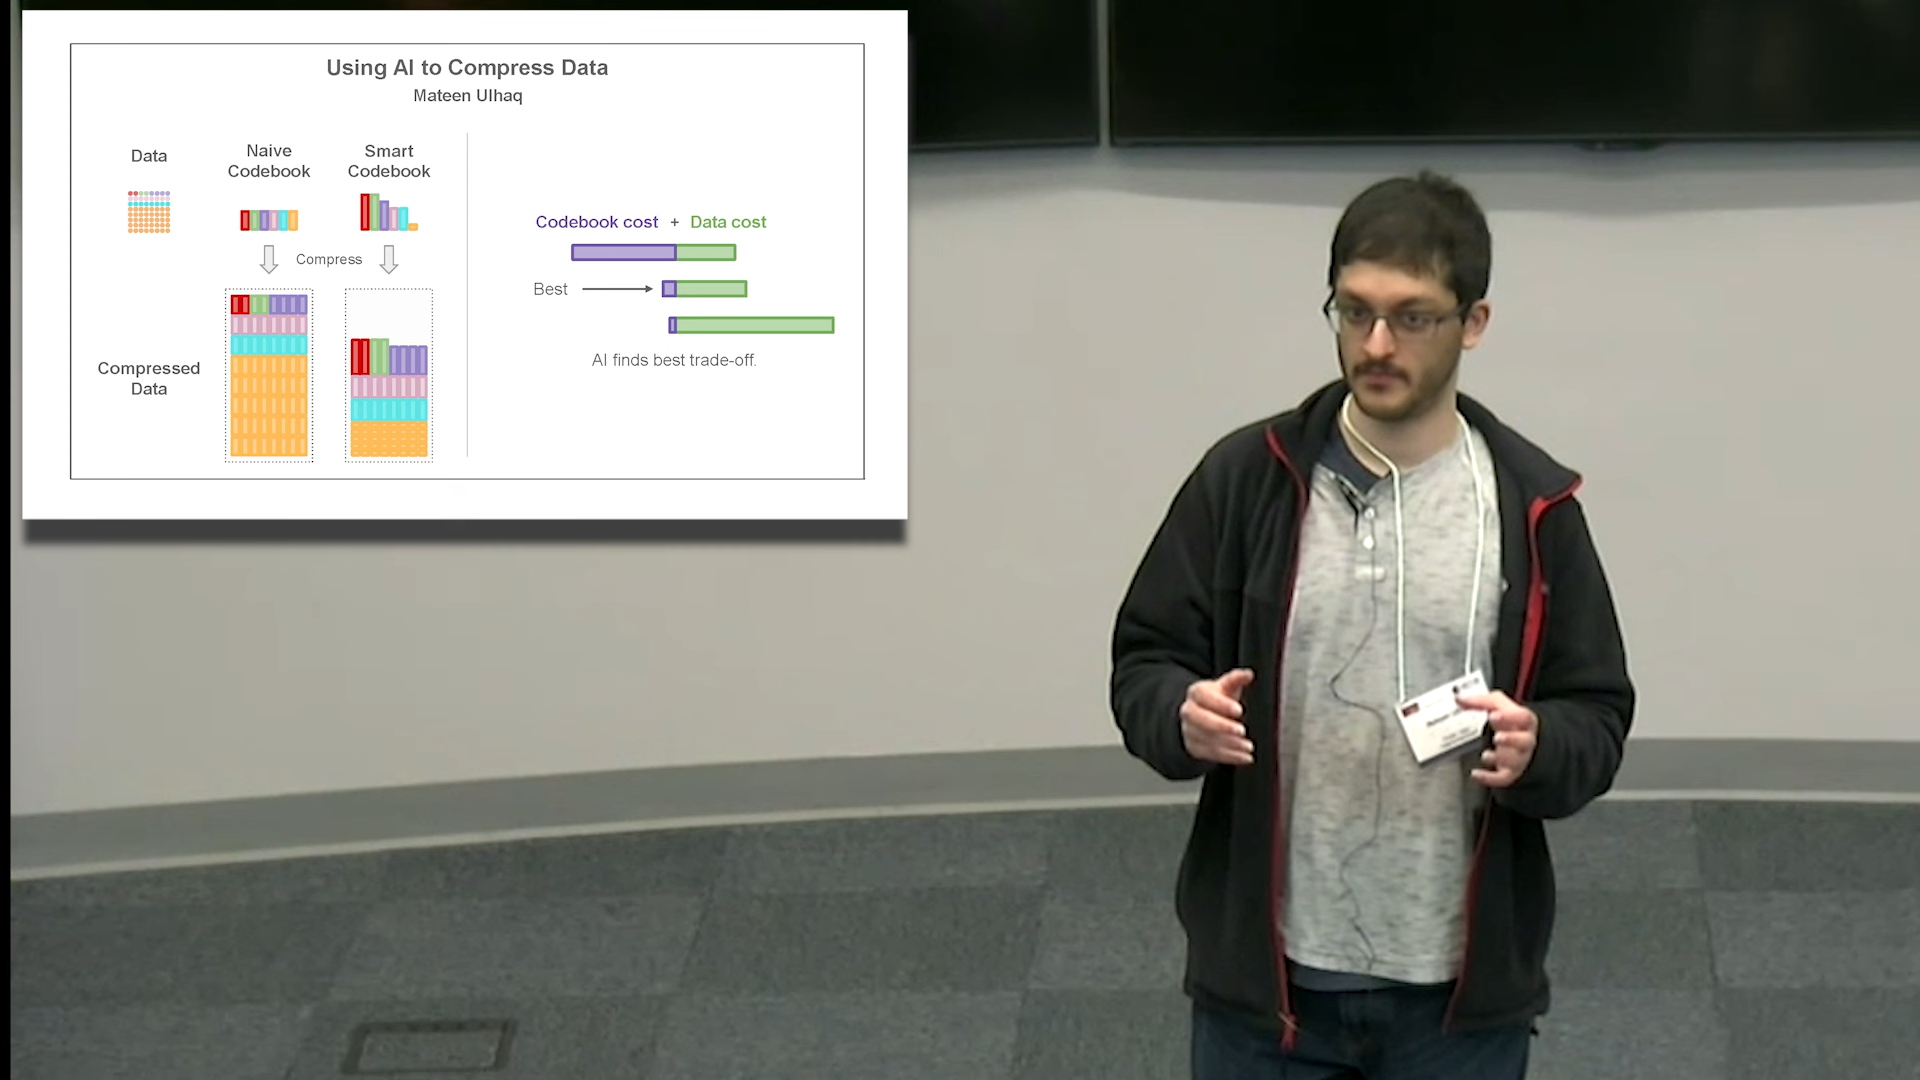 Using AI to Compress Data
Mateen Ulhaq
Data
Naive
Codebook
Smart
Codebook
Compress
Compressed
Data
Codebook cost + Data cost
Best
AI finds best trade-off.